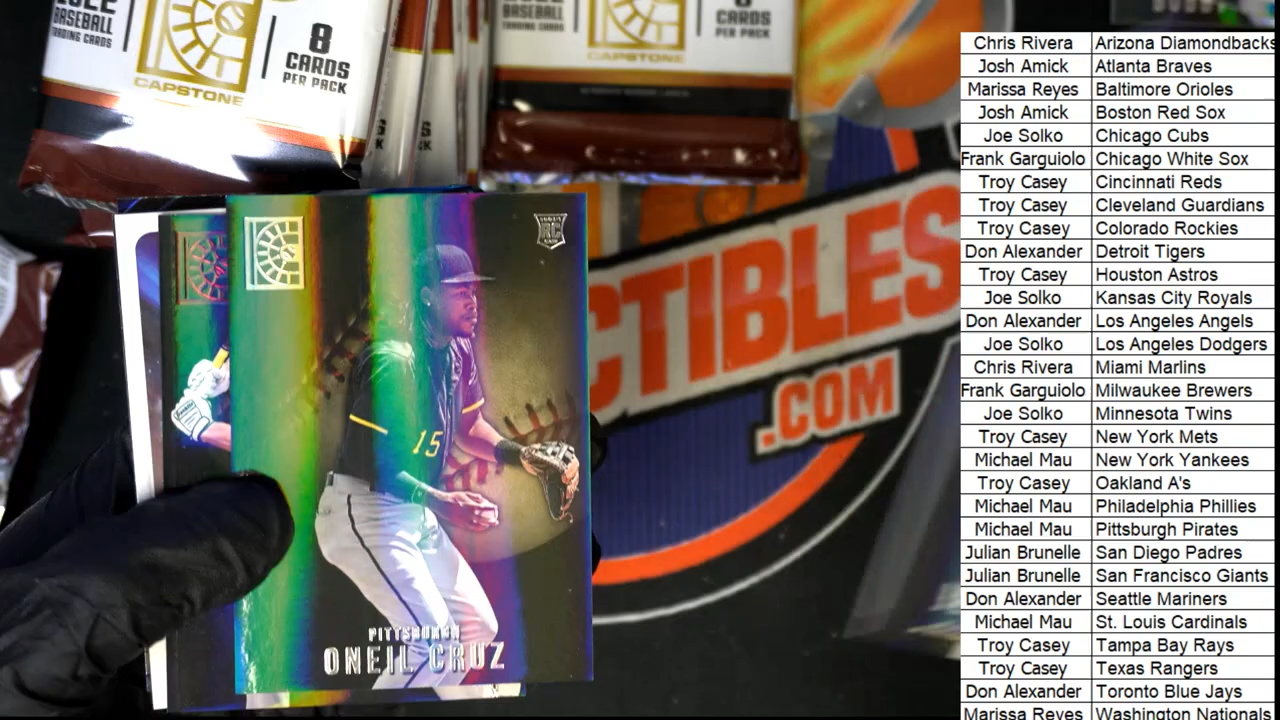 BASEBALL
TRADING CARDS
8
CARDS
PER PACK
CAPSTONE
BASEBALL
TRADING CARDS
CARDS
PER PACK
RC
15
PITTSBURGH
ONEIL CRUZ
CTIBLES
.COM
Chris Rivera Arizona Diamondbacks
Josh Amick Atlanta Braves
Marissa Reyes Baltimore Orioles
Josh Amick Boston Red Sox
Joe Solko Chicago Cubs
Frank Garguiolo Chicago White Sox
Troy Casey Cincinnati Reds
Troy Casey Cleveland Guardians
Troy Casey Colorado Rockies
Don Alexander Detroit Tigers
Troy Casey Houston Astros
Joe Solko Kansas City Royals
Don Alexander Los Angeles Angels
Joe Solko Los Angeles Dodgers
Chris Rivera Miami Marlins
Frank Garguiolo Milwaukee Brewers
Joe Solko Minnesota Twins
Troy Casey New York Mets
Michael Mau New York Yankees
Troy Casey Oakland A's
Michael Mau Philadelphia Phillies
Michael Mau Pittsburgh Pirates
Julian Brunelle San Diego Padres
Julian Brunelle San Francisco Giants
Don Alexander Seattle Mariners
Michael Mau St. Louis Cardinals
Troy Casey Tampa Bay Rays
Troy Casey Texas Rangers
Don Alexander Toronto Blue Jays
Marissa Reyes Washington Nationals